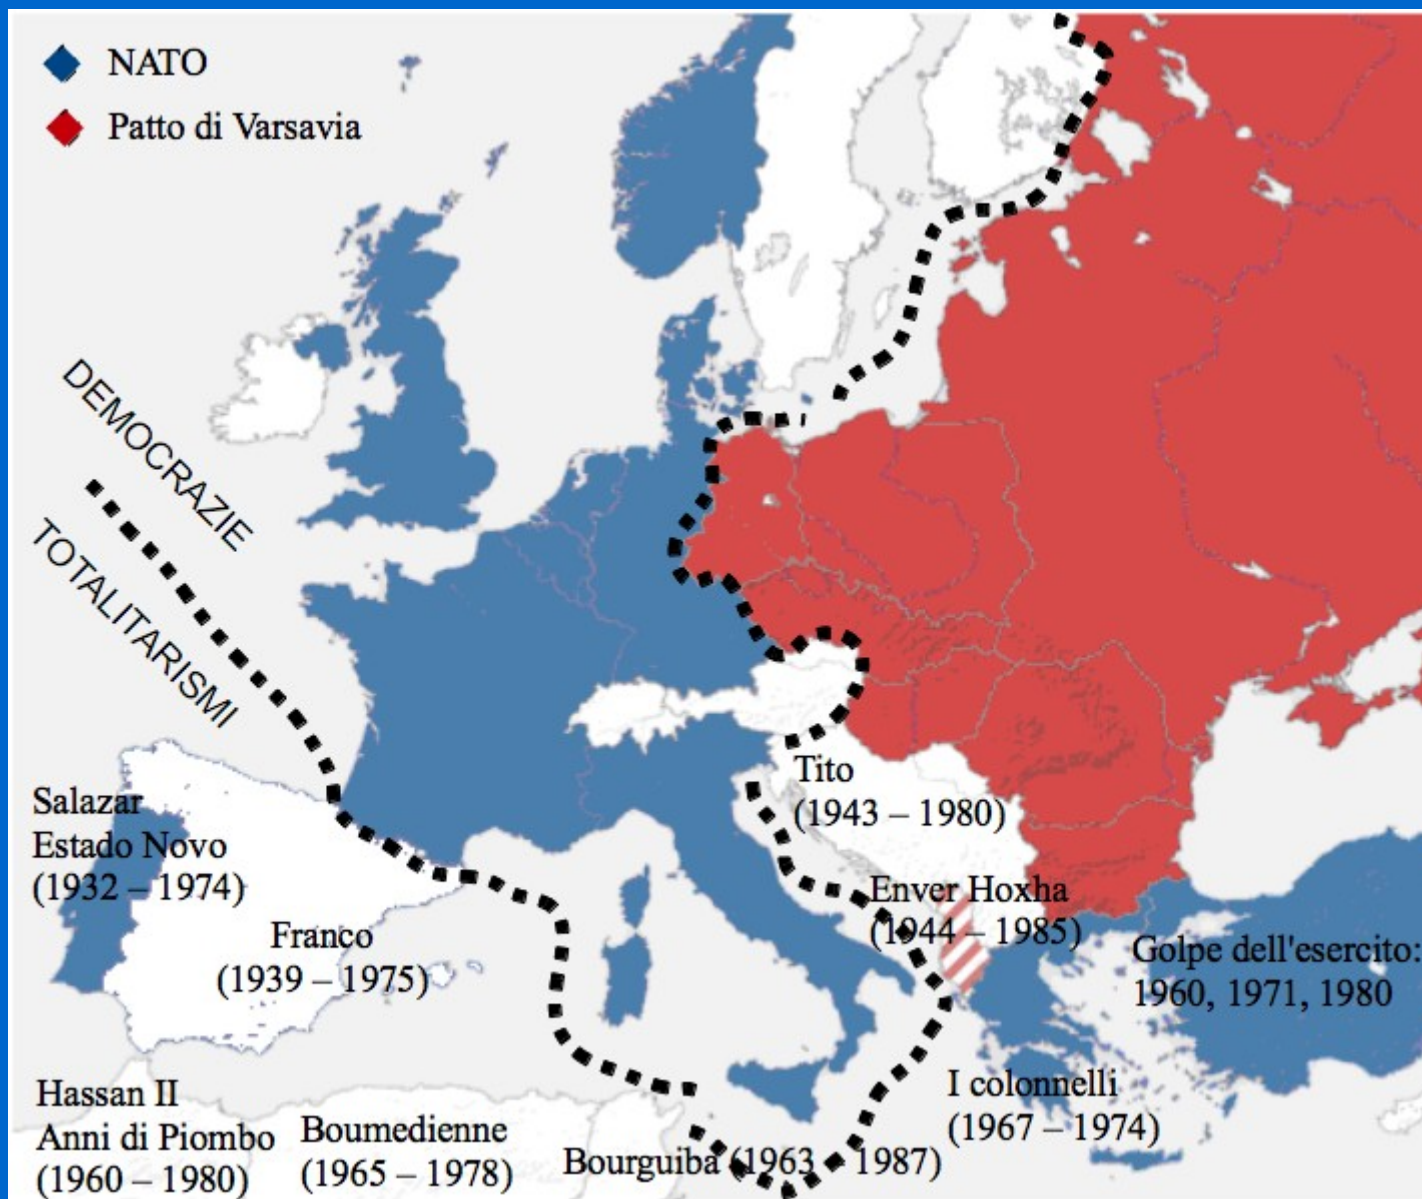 NATO
Patto di Varsavia
DEMOCRAZIE
TOTALITARISMI
Salazar
Estado Novo
(1932 – 1974)
Franco
(1939 – 1975)
Tito
(1943 – 1980)
Enver Hoxha
(1944 – 1985)
Golpe dell'esercito:
1960, 1971, 1980
I colonnelli
(1967 – 1974)
Hassan II
Anni di Piombo
(1960 – 1980)
Boumedienne
(1965 – 1978)
Bourguiba (1963 – 1987)